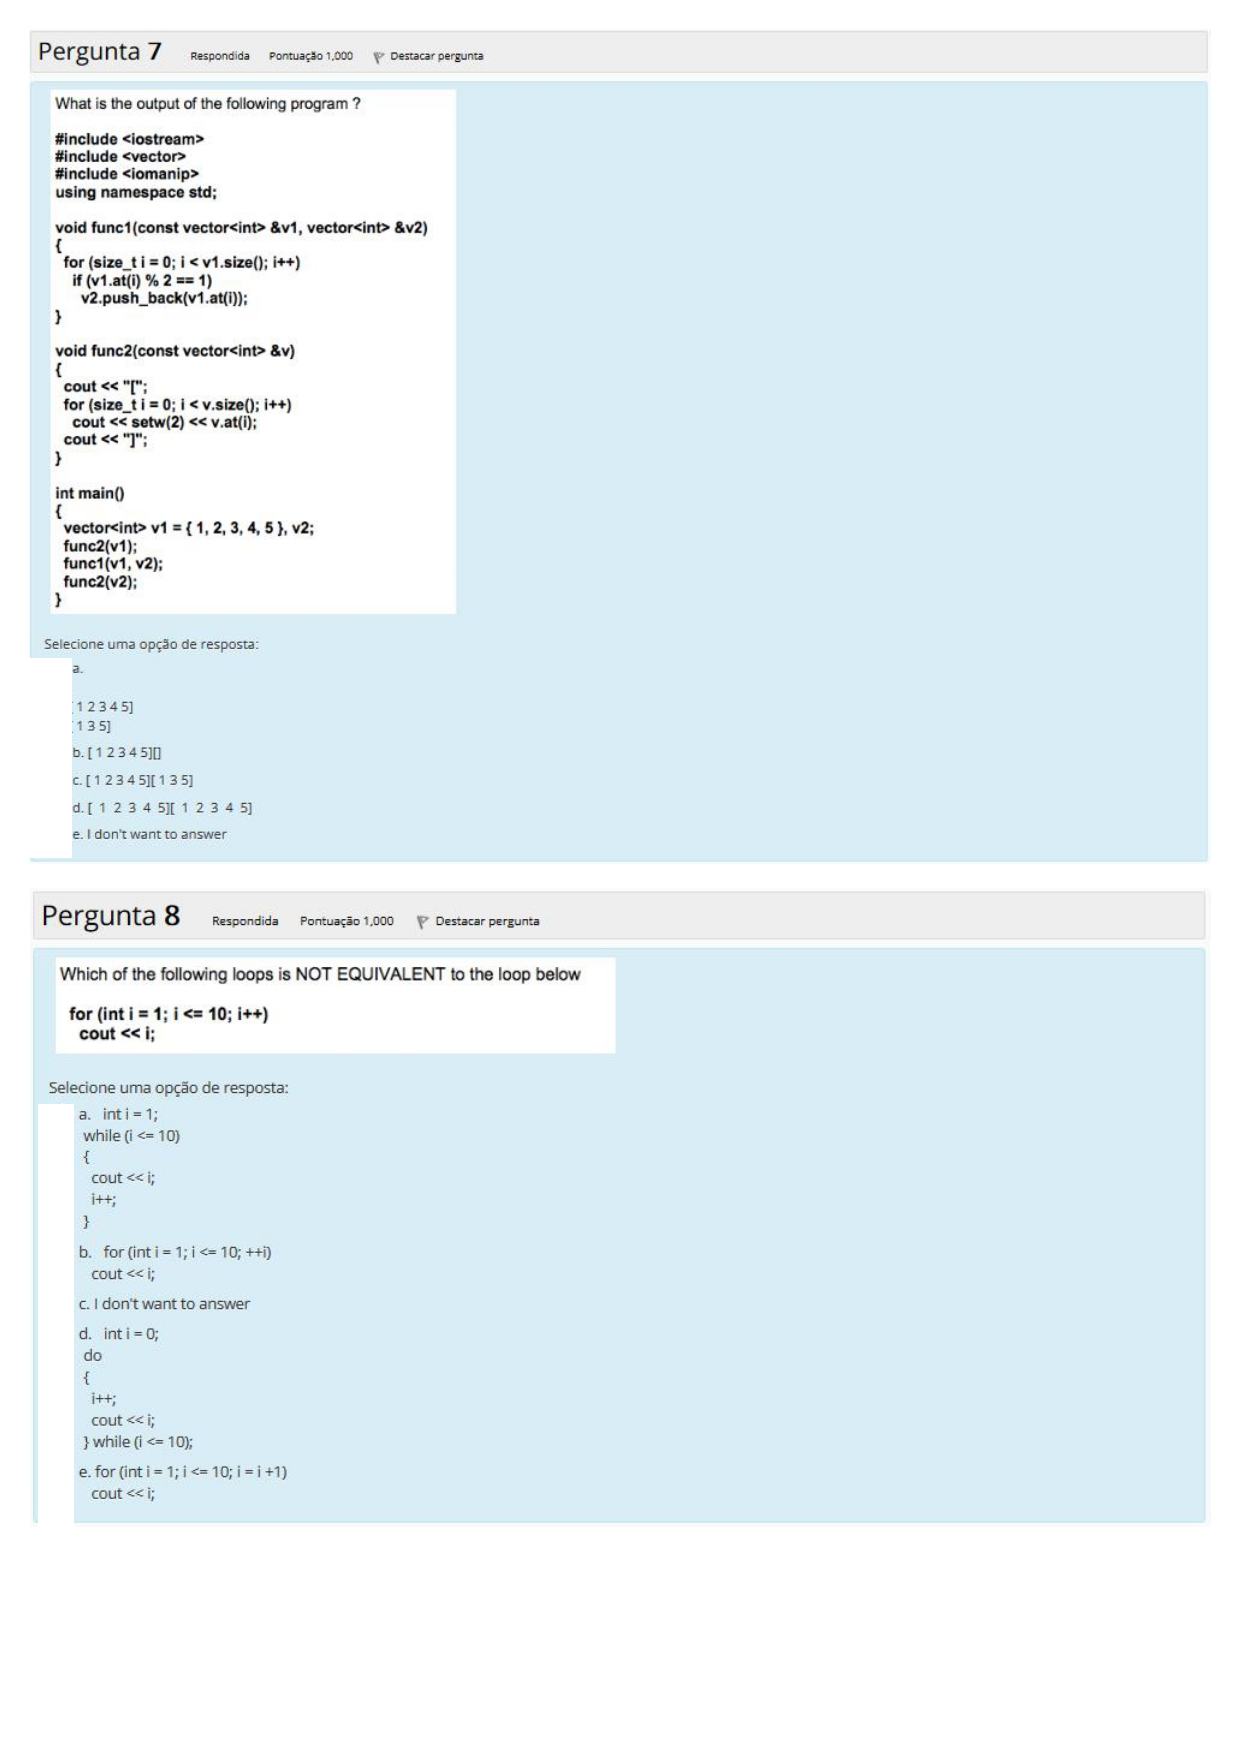 Pergunta 7 Respondida Pontuação 1,000 Destacar pergunta
What is the output of the following program ?
#include <iostream>
#include <vector>
#include <iomanip>
using namespace std;
void func1(const vector<int> &v1, vector<int> &v2)
{
for (size_t i = 0; i < v1.size(); i++)
if (v1.at(i) % 2 == 1)
v2.push_back(v1.at(i));
}
void func2(const vector<int> &v)
{
cout << "[";
for (size_t i = 0; i < v.size(); i++)
cout << setw(2) << v.at(i);
cout << "]";
}
int main()
{
vector<int> v1 = { 1, 2, 3, 4, 5 }, v2;
func2(v1);
func1(v1, v2);
func2(v2);
}
Selecione uma opção de resposta:
a.
[ 1 2 3 4 5]
[ 1 3 5]
b. [ 1 2 3 4 5][]
c. [ 1 2 3 4 5][ 1 3 5]
d. [ 1 2 3 4 5][ 1 2 3 4 5]
e. I don't want to answer
Pergunta 8 Respondida Pontuação 1,000 Destacar pergunta
Which of the following loops is NOT EQUIVALENT to the loop below
for (int i = 1; i <= 10; i++)
cout << i;
Selecione uma opção de resposta:
a. int i = 1;
while (i <= 10)
{
cout << i;
i++;
}
b. for (int i = 1; i <= 10; ++i)
cout << i;
c. I don't want to answer
d. int i = 0;
do
{
i++;
cout << i;
} while (i <= 10);
e. for (int i = 1; i <= 10; i = i +1)
cout << i;